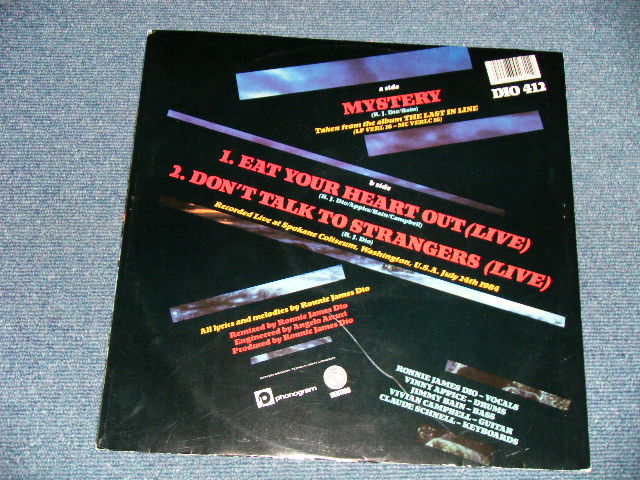 a side
MYSTERY
(R. J. Dio/Bain)
Taken from the album THE LAST IN LINE
(LP VERL 16 - MC VERLC 16)
DIO 412
b side
1. EAT YOUR HEART OUT (LIVE)
(R. J. Dio/Appice/Bain/Campbell)
2. DON'T TALK TO STRANGERS (LIVE)
(R. J. Dio)
Recorded Live at Spokane Coliseum, Washington, U.S.A. July 24th 1984
All lyrics and melodies by Ronnie James Dio
Remixed by Ronnie James Dio
Engineered by Angelo Arcuri
Produced by Ronnie James Dio
phonogram
VERTIGO
RONNIE JAMES DIO - VOCALS
VINNY APPICE - DRUMS
JIMMY BAIN - BASS
VIVIAN CAMPBELL - GUITAR
CLAUDE SCHNELL - KEYBOARDS